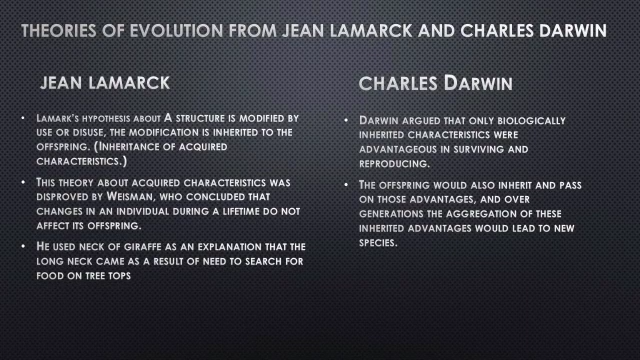 THEORIES OF EVOLUTION FROM JEAN LAMARCK AND CHARLES DARWIN
JEAN LAMARCK
• LAMARK'S HYPOTHESIS ABOUT A STRUCTURE IS MODIFIED BY
USE OR DISUSE, THE MODIFICATION IS INHERITED TO THE
OFFSPRING. (INHERITANCE OF ACQUIRED
CHARACTERISTICS.)
• THIS THEORY ABOUT ACQUIRED CHARACTERISTICS WAS
DISPROVED BY WEISMAN, WHO CONCLUDED THAT
CHANGES IN AN INDIVIDUAL DURING A LIFETIME DO NOT
AFFECT ITS OFFSPRING.
• HE USED NECK OF GIRAFFE AS AN EXPLANATION THAT THE
LONG NECK CAME AS A RESULT OF NEED TO SEARCH FOR
FOOD ON TREE TOPS
CHARLES DARWIN
• DARWIN ARGUED THAT ONLY BIOLOGICALLY
INHERITED CHARACTERISTICS WERE
ADVANTAGEOUS IN SURVIVING AND
REPRODUCING.
• THE OFFSPRING WOULD ALSO INHERIT AND PASS
ON THOSE ADVANTAGES, AND OVER
GENERATIONS THE AGGREGATION OF THESE
INHERITED ADVANTAGES WOULD LEAD TO NEW
SPECIES.